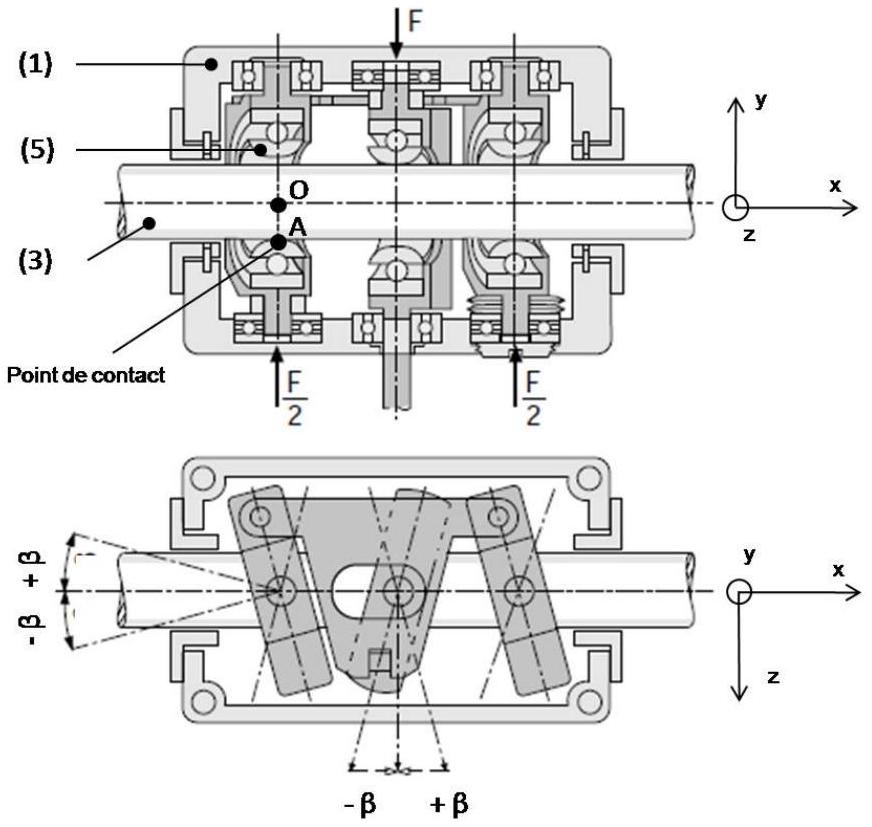 F
(1)
(5)
y
O
x
A
z
(3)
Point de contact
F
2
F
2
+ β
- β
y
x
z
- β
+ β